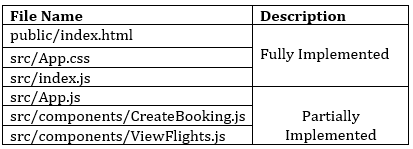 File Name Description
public/index.html
src/App.css
src/index.js
Fully Implemented
src/App.js
src/components/CreateBooking.js
src/components/ViewFlights.js
Partially
Implemented